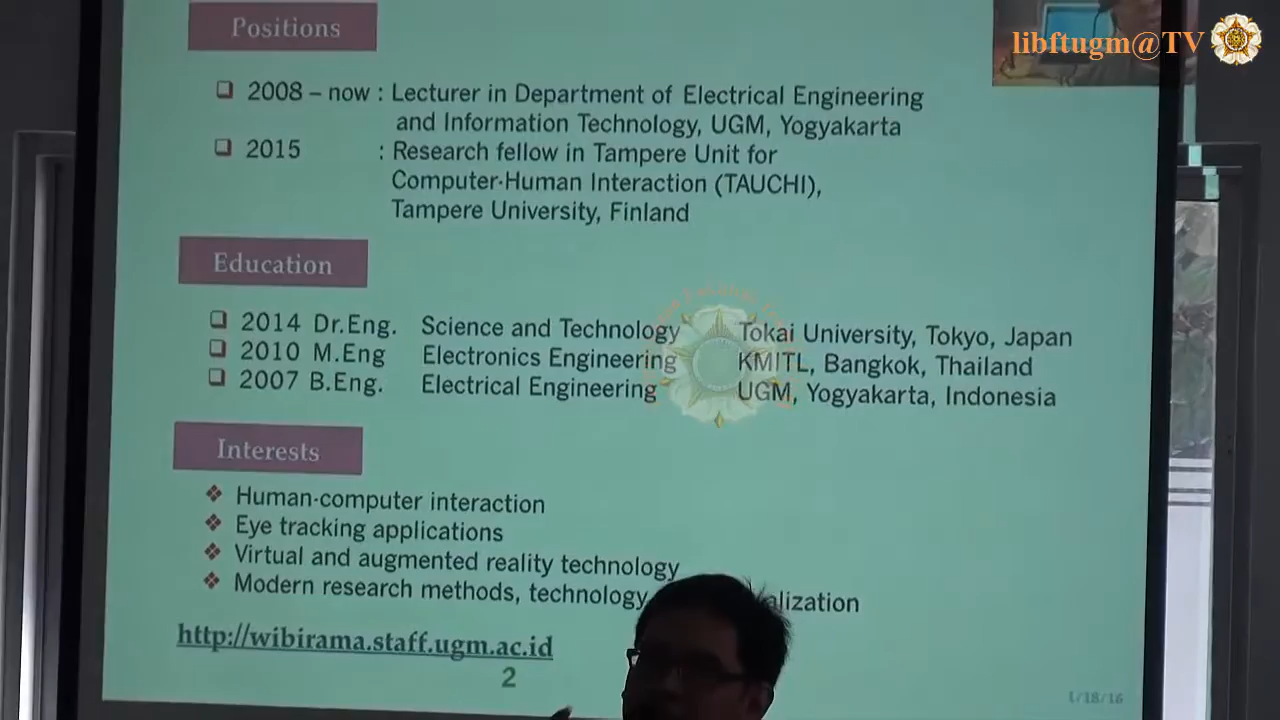 Positions
libftugm@TV
❑ 2008 – now : Lecturer in Department of Electrical Engineering
and Information Technology, UGM, Yogyakarta
❑ 2015 : Research fellow in Tampere Unit for
Computer-Human Interaction (TAUCHI),
Tampere University, Finland
Education
❑ 2014 Dr.Eng. Science and Technology Tokai University, Tokyo, Japan
❑ 2010 M.Eng Electronics Engineering KMITL, Bangkok, Thailand
❑ 2007 B.Eng. Electrical Engineering UGM, Yogyakarta, Indonesia
Interests
❖ Human-computer interaction
❖ Eye tracking applications
❖ Virtual and augmented reality technology
❖ Modern research methods, technology alization
http://wibirama.staff.ugm.ac.id
2
1/18/16